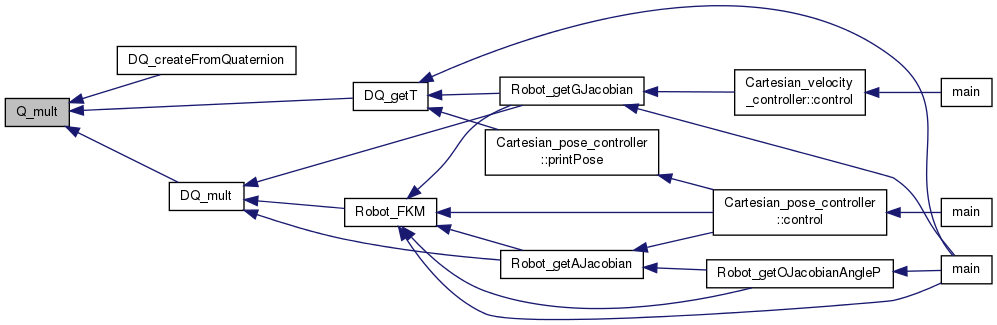 DQ_createFromQuaternion
Q_mult
DQ_getT
Robot_getGJacobian
Cartesian_velocity
_controller::control
main
Cartesian_pose_controller
::printPose
DQ_mult
Robot_FKM
Cartesian_pose_controller
::control
main
Robot_getAJacobian
Robot_getOJacobianAngleP
main